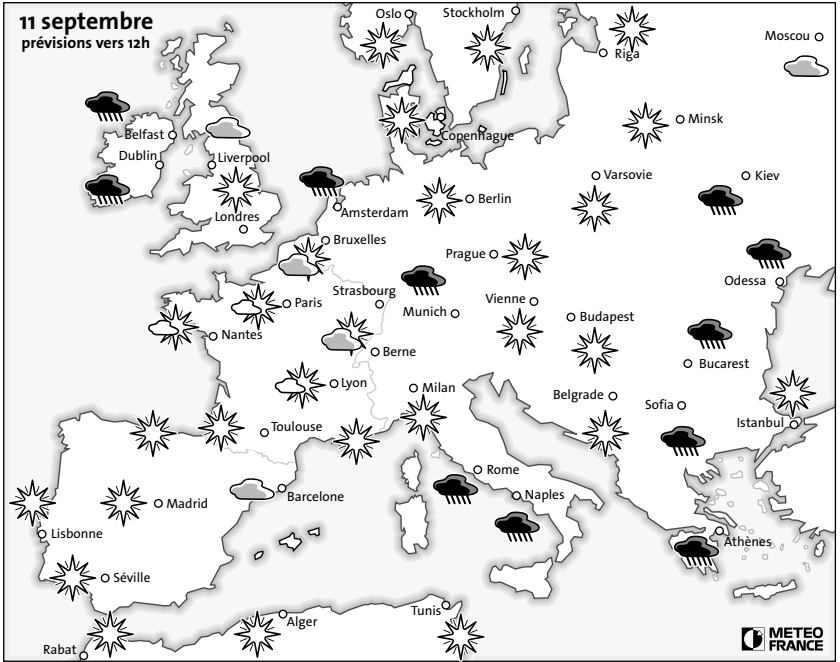 11 septembre
prévisions vers 12h
Oslo
Stockholm
Riga
Moscou
Belfast
Dublin
Liverpool
Londres
Copenhague
Minsk
Amsterdam
Berlin
Varsovie
Kiev
Bruxelles
Prague
Odessa
Paris
Strasbourg
Munich
Vienne
Budapest
Nantes
Berne
Bucarest
Lyon
Milan
Belgrade
Sofia
Istanbul
Toulouse
Rome
Madrid
Barcelone
Naples
Lisbonne
Athènes
Séville
Alger
Tunis
Rabat
METEO
FRANCE